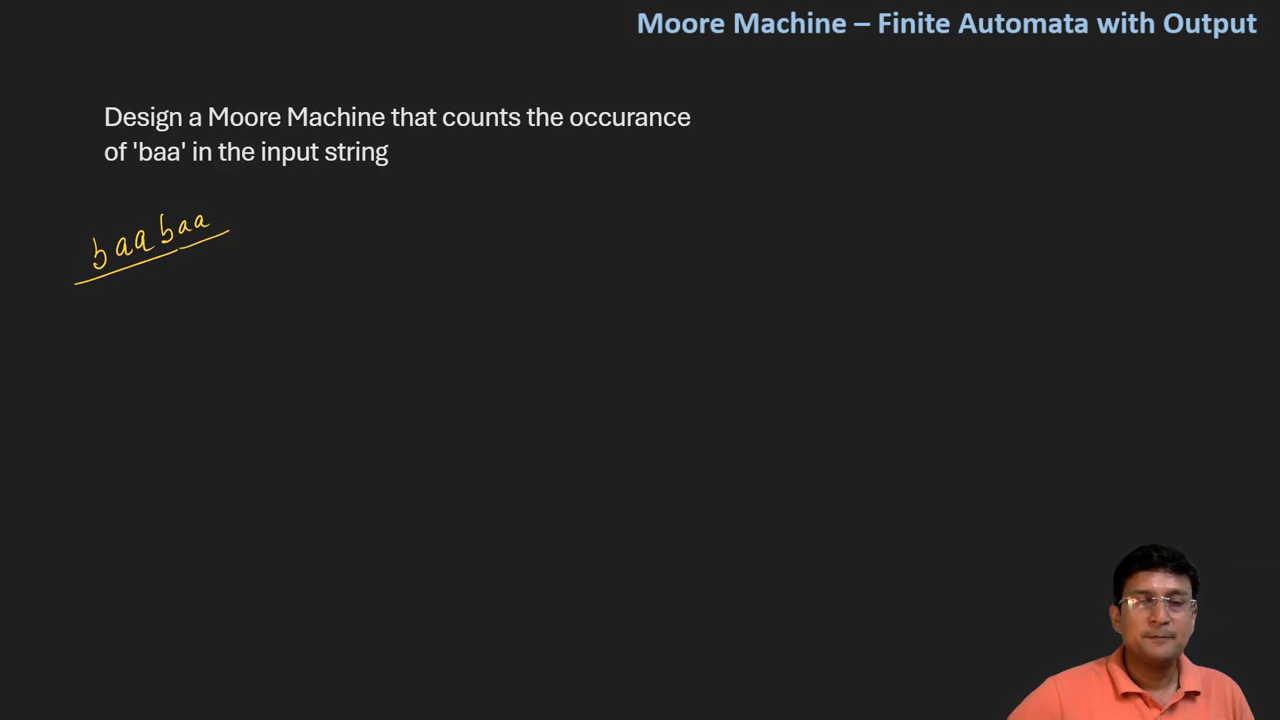 Moore Machine – Finite Automata with Output
Design a Moore Machine that counts the occurance
of 'baa' in the input string
baabaa